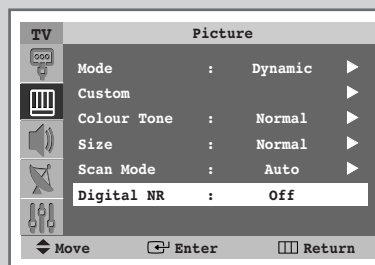 TV Picture
Mode : Dynamic
Custom
Colour Tone : Normal
Size : Normal
Scan Mode : Auto
Digital NR : Off
Move Enter Return